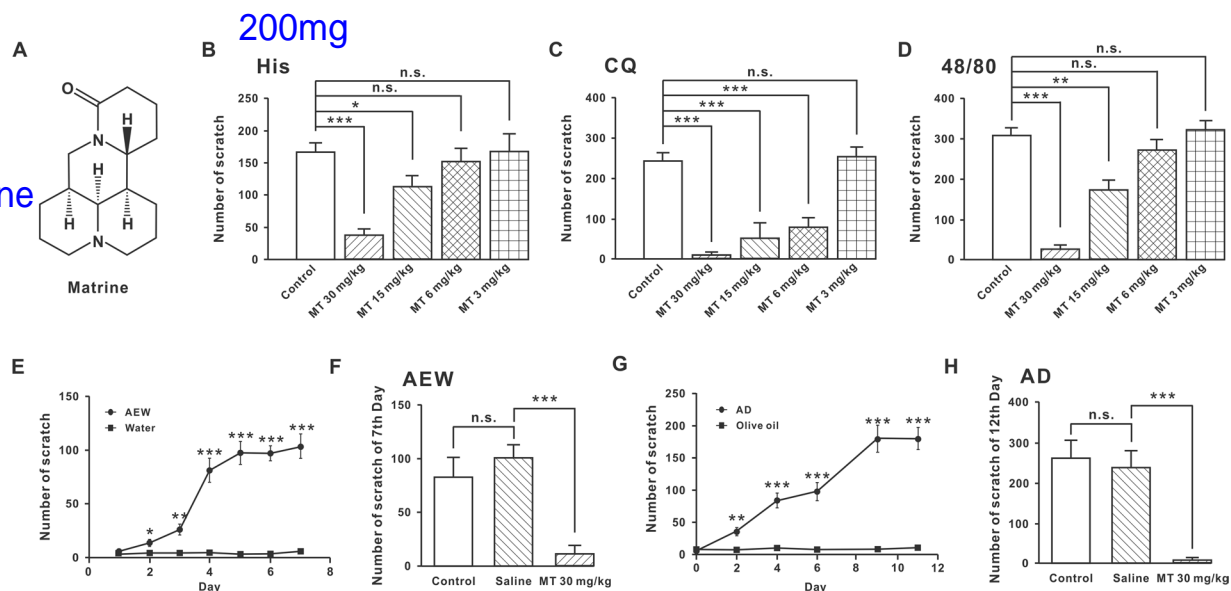 200mg
A
O
H
N
H
H
H
N
ne
Matrine
B
His
n.s.
n.s.
*
***
Number of scratch
250
200
150
100
50
0
Control
MT 30 mg/kg
MT 15 mg/kg
MT 6 mg/kg
MT 3 mg/kg
C
CQ
n.s.
***
***
***
Number of scratch
400
300
200
100
0
Control
MT 30 mg/kg
MT 15 mg/kg
MT 6 mg/kg
MT 3 mg/kg
D
48/80
n.s.
n.s.
**
***
Number of scratch
400
300
200
100
0
Control
MT 30 mg/kg
MT 15 mg/kg
MT 6 mg/kg
MT 3 mg/kg
E
Number of scratch
150
100
50
0
AEW
Water
*
**
***
***
***
***
0 2 4 6 8
Day
F
AEW
n.s.
***
Number of scratch of 7th Day
150
100
50
0
Control Saline MT 30 mg/kg
G
Number of scratch
250
200
150
100
50
0
AD
Olive oil
**
***
***
***
***
0 2 4 6 8 10 12
Day
H
AD
n.s.
***
Number of scratch of 12th Day
400
300
200
100
0
Control Saline MT 30 mg/kg